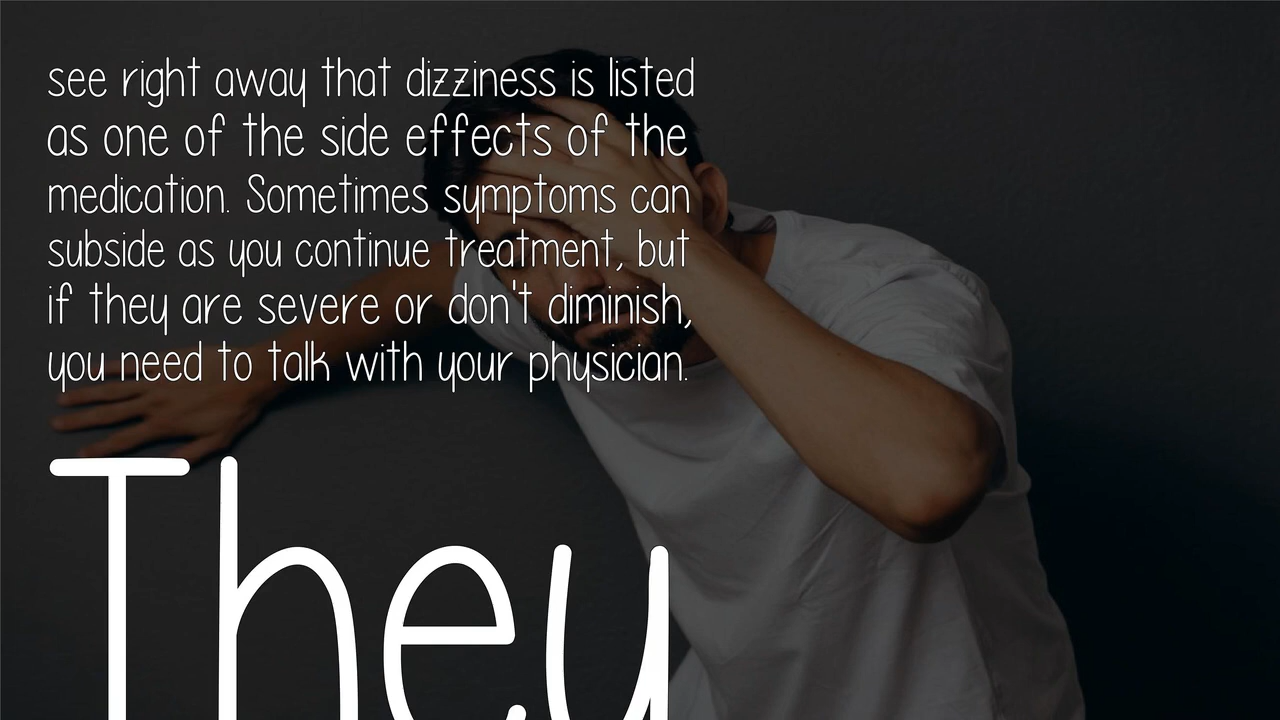 see right away that dizziness is listed
as one of the side effects of the
medication. Sometimes symptoms can
subside as you continue treatment, but
if they are severe or don't diminish,
you need to talk with your physician.
They